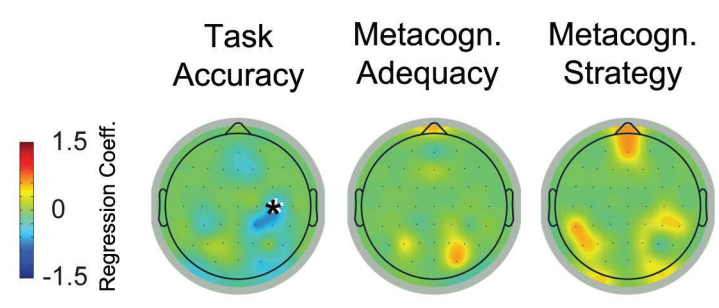 Task
Accuracy
Metacogn.
Adequacy
Metacogn.
Strategy
1.5
0
-1.5
Regression Coeff.
*